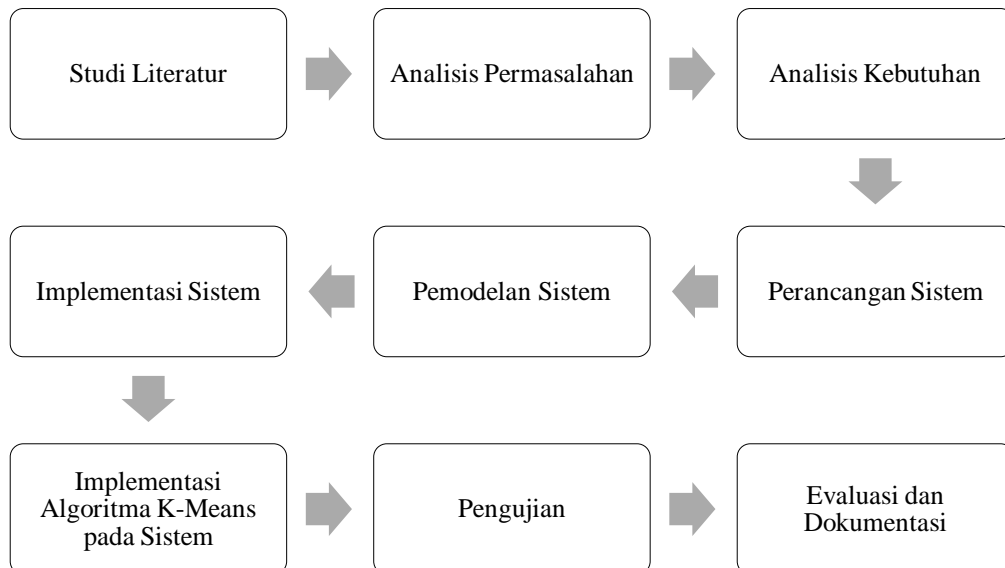 Studi Literatur
Analisis Permasalahan
Analisis Kebutuhan
Perancangan Sistem
Pemodelan Sistem
Implementasi Sistem
Implementasi
Algoritma K-Means
pada Sistem
Pengujian
Evaluasi dan
Dokumentasi